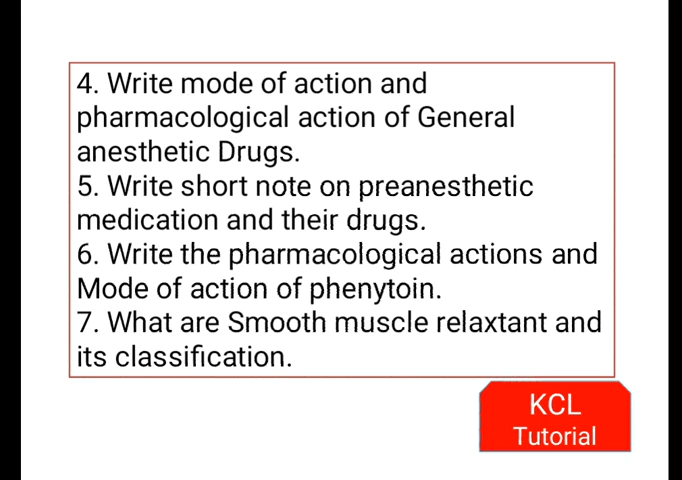 4. Write mode of action and
pharmacological action of General
anesthetic Drugs.
5. Write short note on preanesthetic
medication and their drugs.
6. Write the pharmacological actions and
Mode of action of phenytoin.
7. What are Smooth muscle relaxtant and
its classification.
KCL
Tutorial